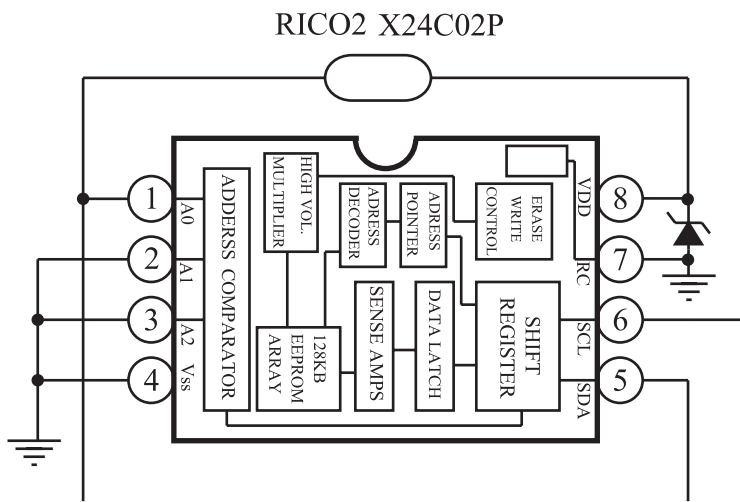 RICO2 X24C02P
1
A0
2
A1
3
A2
4
Vss
ADDERSS COMPARATOR
HIGH VOL.
MULTIPLIER
ADRESS
DECODER
ADRESS
POINTER
ERASE
WRITE
CONTROL
128KB
EEPROM
ARRAY
SENSE AMPS
DATA LATCH
SHIFT
REGISTER
VDD
8
RC
7
SCL
6
SDA
5